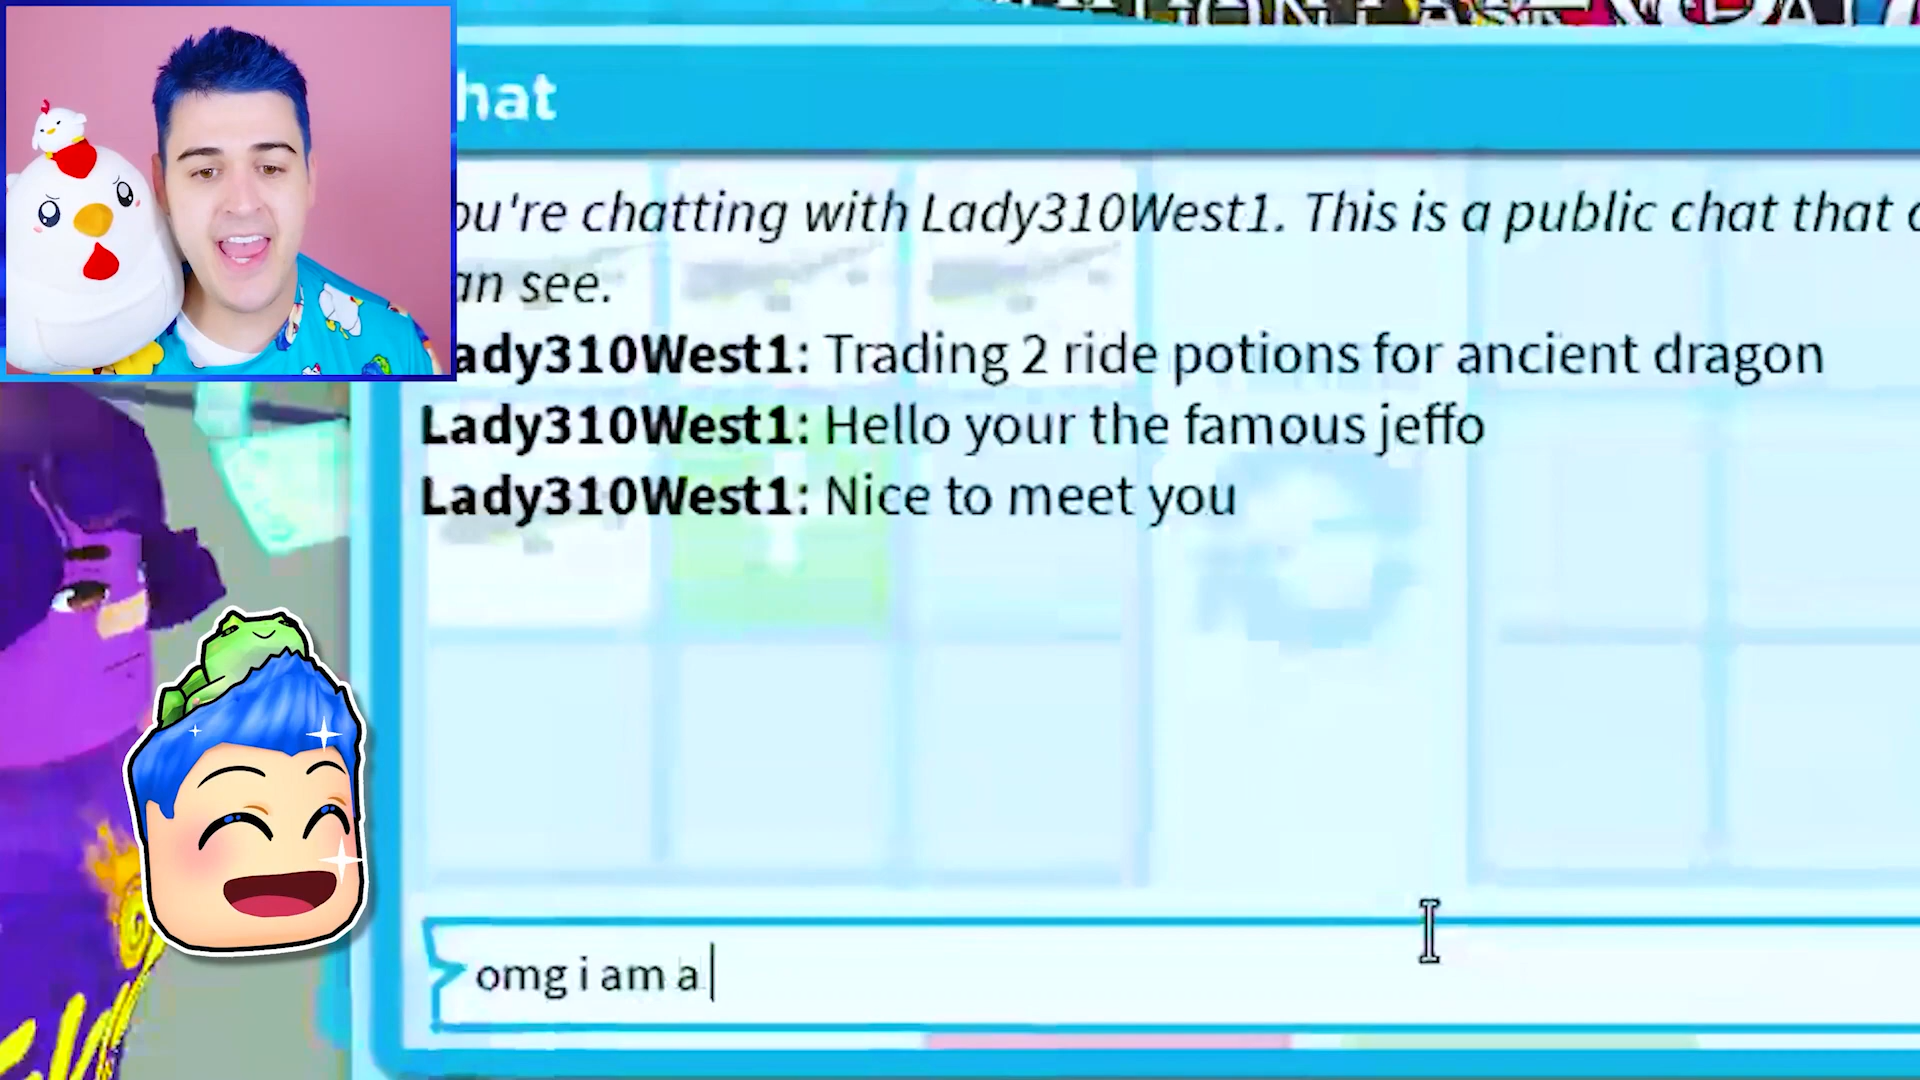 hat
ou're chatting with Lady310West1. This is a public chat that
an see.
ady310West1: Trading 2 ride potions for ancient dragon
Lady310West1: Hello your the famous jeffo
Lady310West1: Nice to meet you
omg i am a